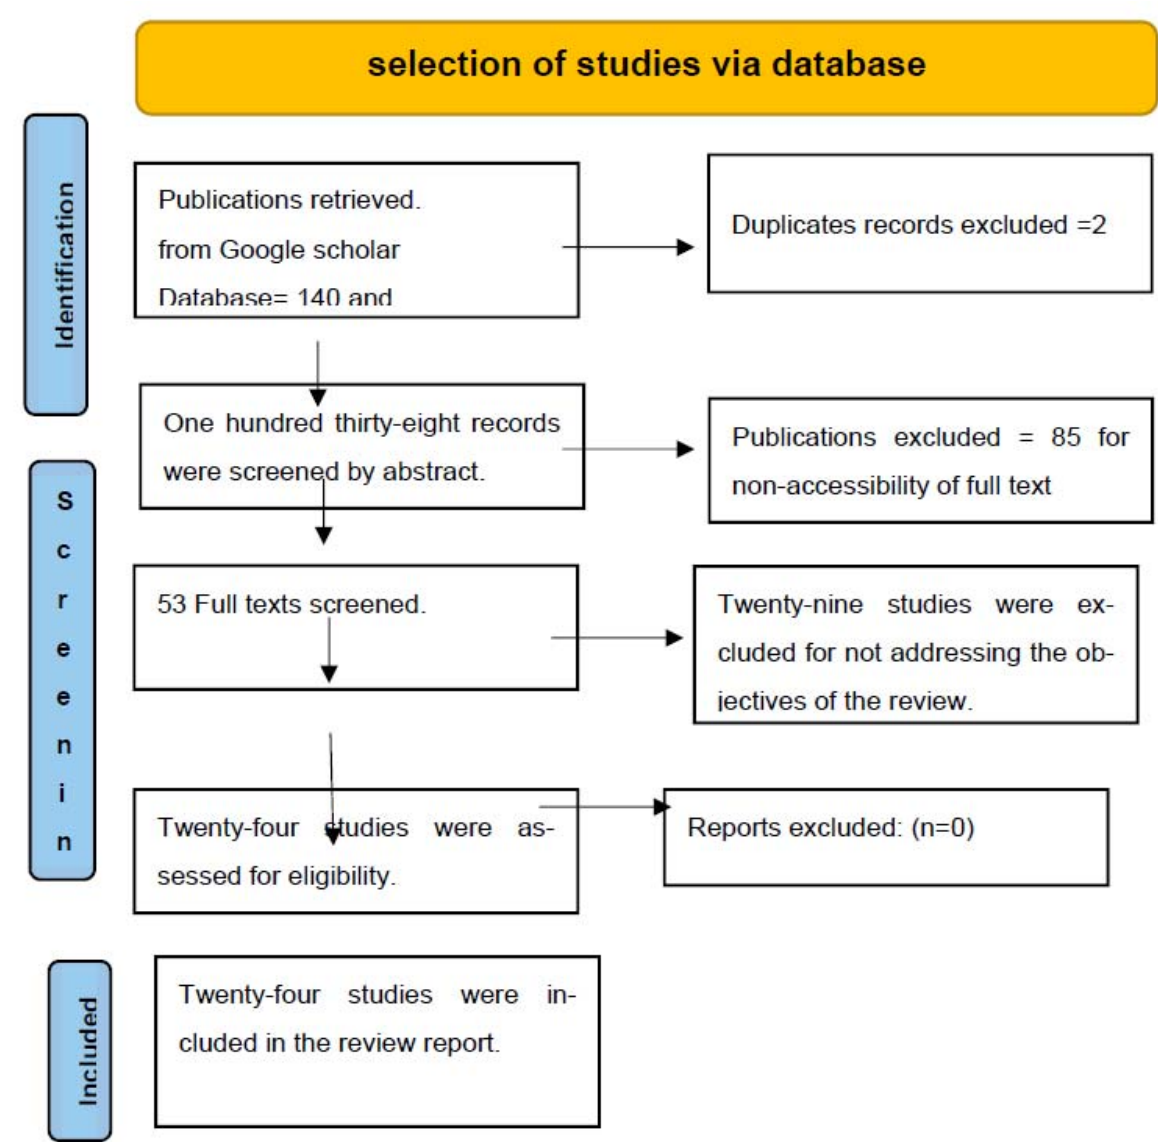 selection of studies via database
Identification
Publications retrieved.
from Google scholar
Database= 140 and
Duplicates records excluded =2
One hundred thirty-eight records
were screened by abstract.
Publications excluded = 85 for
non-accessibility of full text
S
c
r
e
e
n
i
n
53 Full texts screened.
Twenty-nine studies were ex-
cluded for not addressing the ob-
jectives of the review.
Twenty-four studies were as-
sessed for eligibility.
Reports excluded: (n=0)
Included
Twenty-four studies were in-
cluded in the review report.